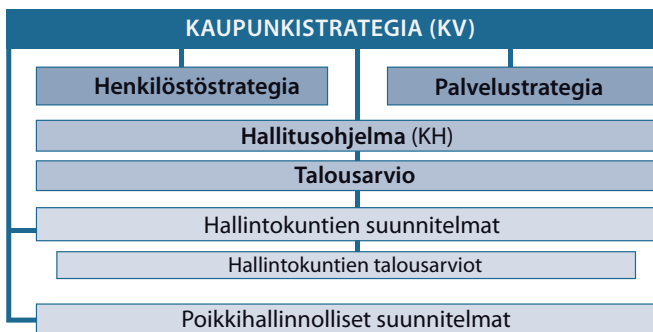 KAUPUNKISTRATEGIA (KV)
Henkilöstöstrategia
Palvelustrategia
Hallitusohjelma (KH)
Talousarvio
Hallintokuntien suunnitelmat
Hallintokuntien talousarviot
Poikkihallinnolliset suunnitelmat